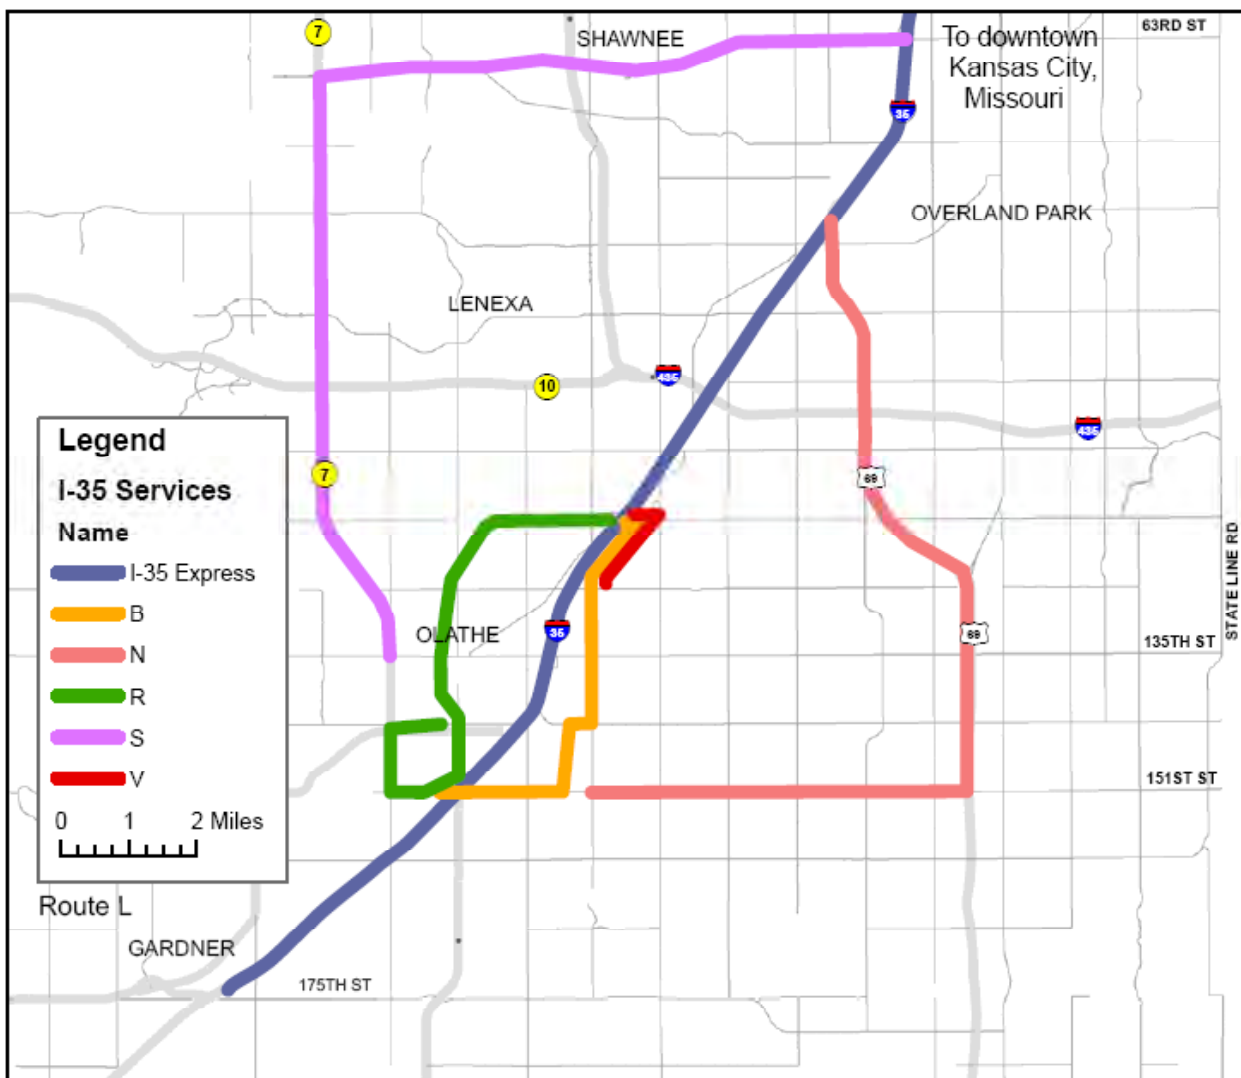 7
SHAWNEE
63RD ST
To downtown
Kansas City,
Missouri
35
OVERLAND PARK
LENEXA
10
435
435
Legend
I-35 Services
Name
I-35 Express
B
N
R
S
V
0 1 2 Miles
7
69
STATE LINE RD
OLATHE
35
69
135TH ST
151ST ST
Route L
GARDNER
175TH ST